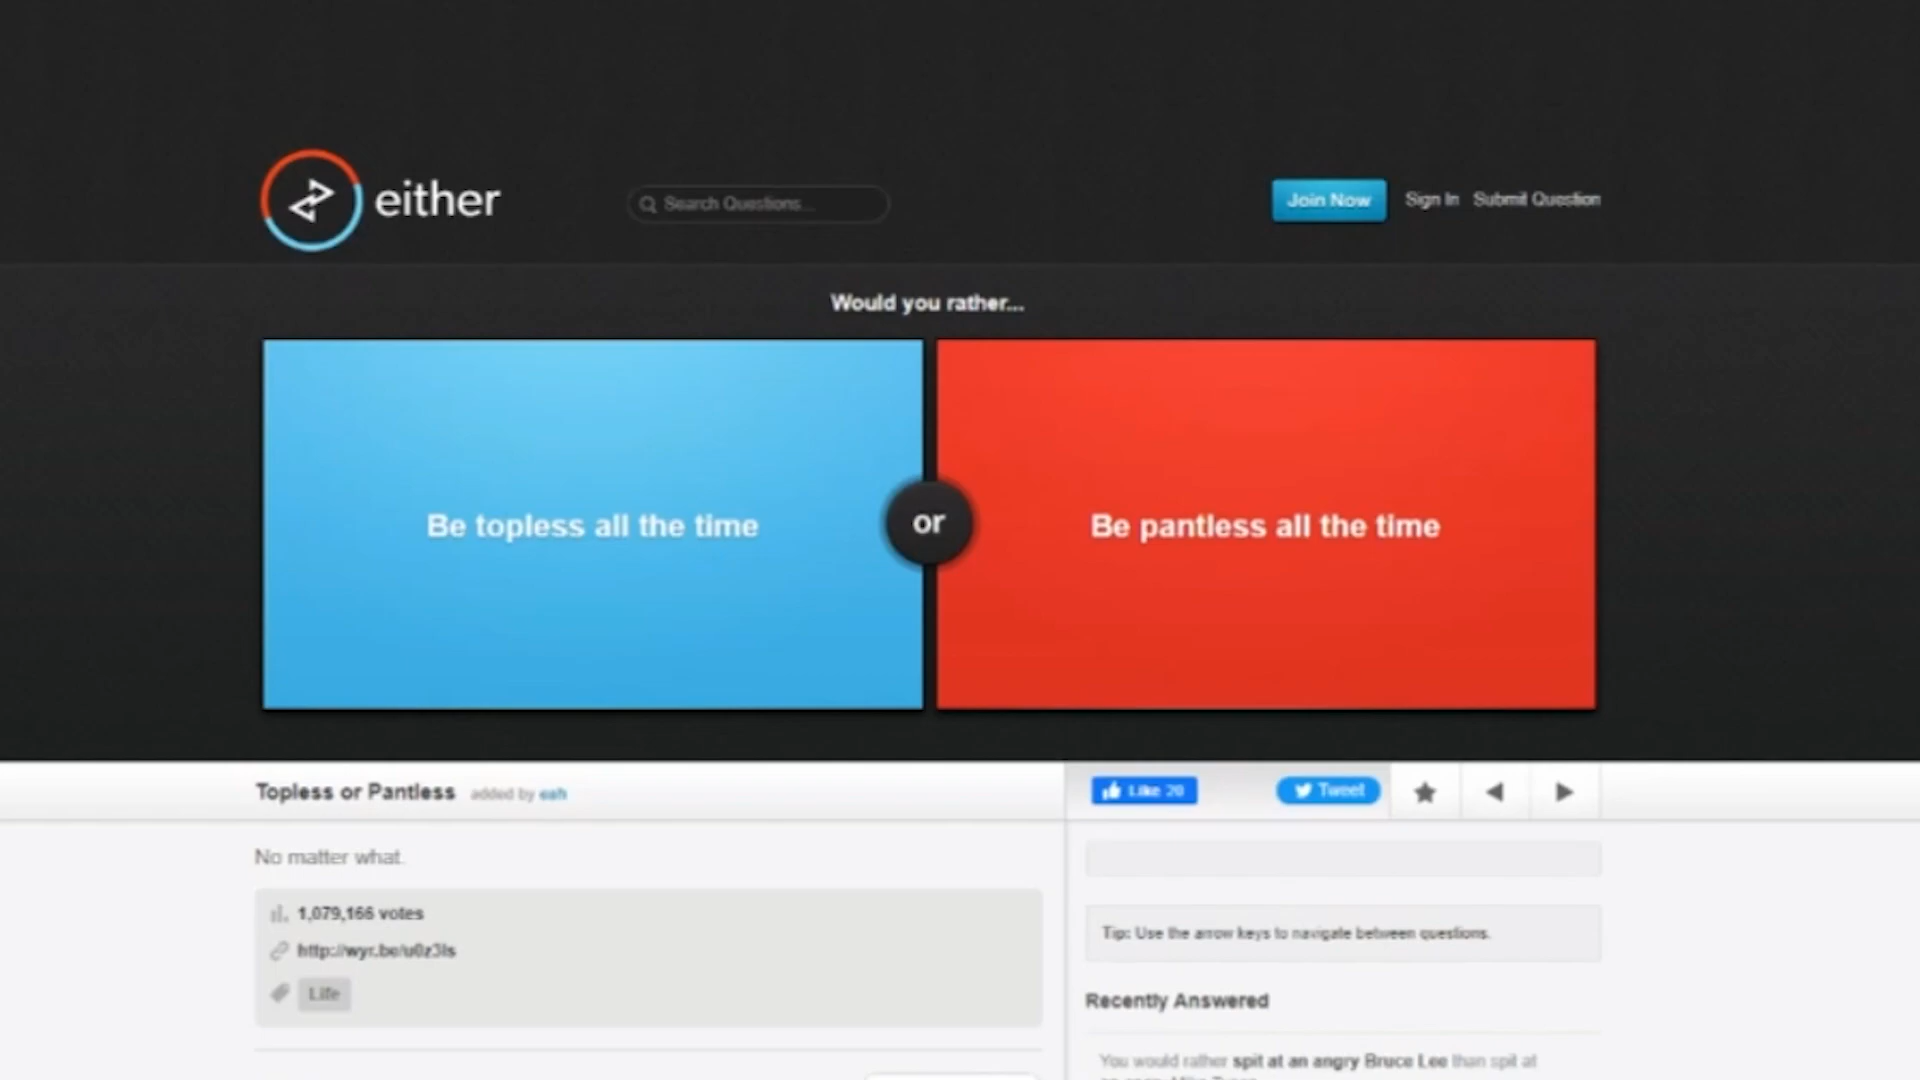 either
Search Questions...
Join Now
Sign In
Submit Question
Would you rather...
Be topless all the time
or
Be pantless all the time
Topless or Pantless added by
Like 20
Tweet
No matter what.
1,079,166 votes
Tip: Use the arrow keys to navigate between questions.
Life
Recently Answered
You would rather spit at an angry Bruce Lee than spit at